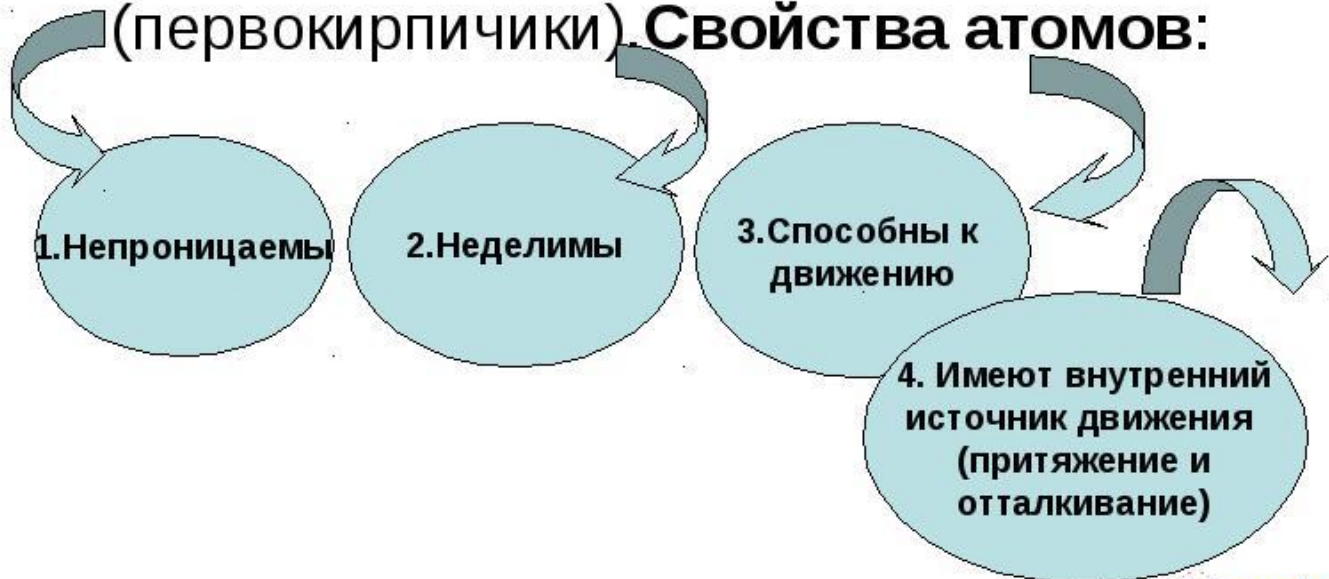 (первокирпичики).Свойства атомов:
1.Непроницаемы
2.Неделимы
3.Способны к
движению
4. Имеют внутренний
источник движения
(притяжение и
отталкивание)